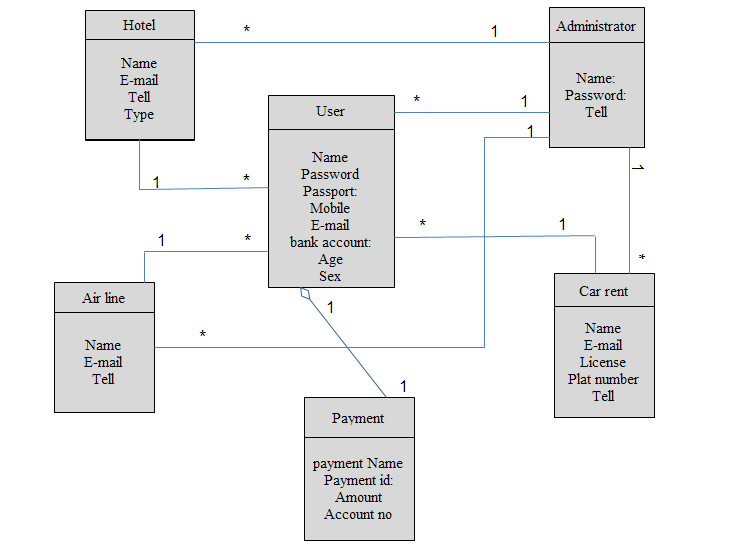 Hotel
Name
E-mail
Tell
Type
*
1
Administrator
Name:
Password:
Tell
User
Name
Password
Passport:
Mobile
E-mail
bank account:
Age
Sex
*
1
1
1
*
1
*
1
*
*
1
*
Air line
Name
E-mail
Tell
*
Car rent
Name
E-mail
License
Plat number
Tell
1
1
Payment
payment Name
Payment id:
Amount
Account no